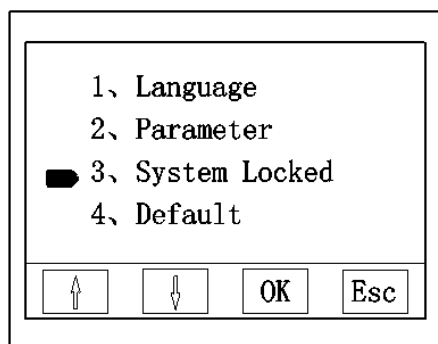 1、Language
2、Parameter
3、System Locked
4、Default
OK Esc